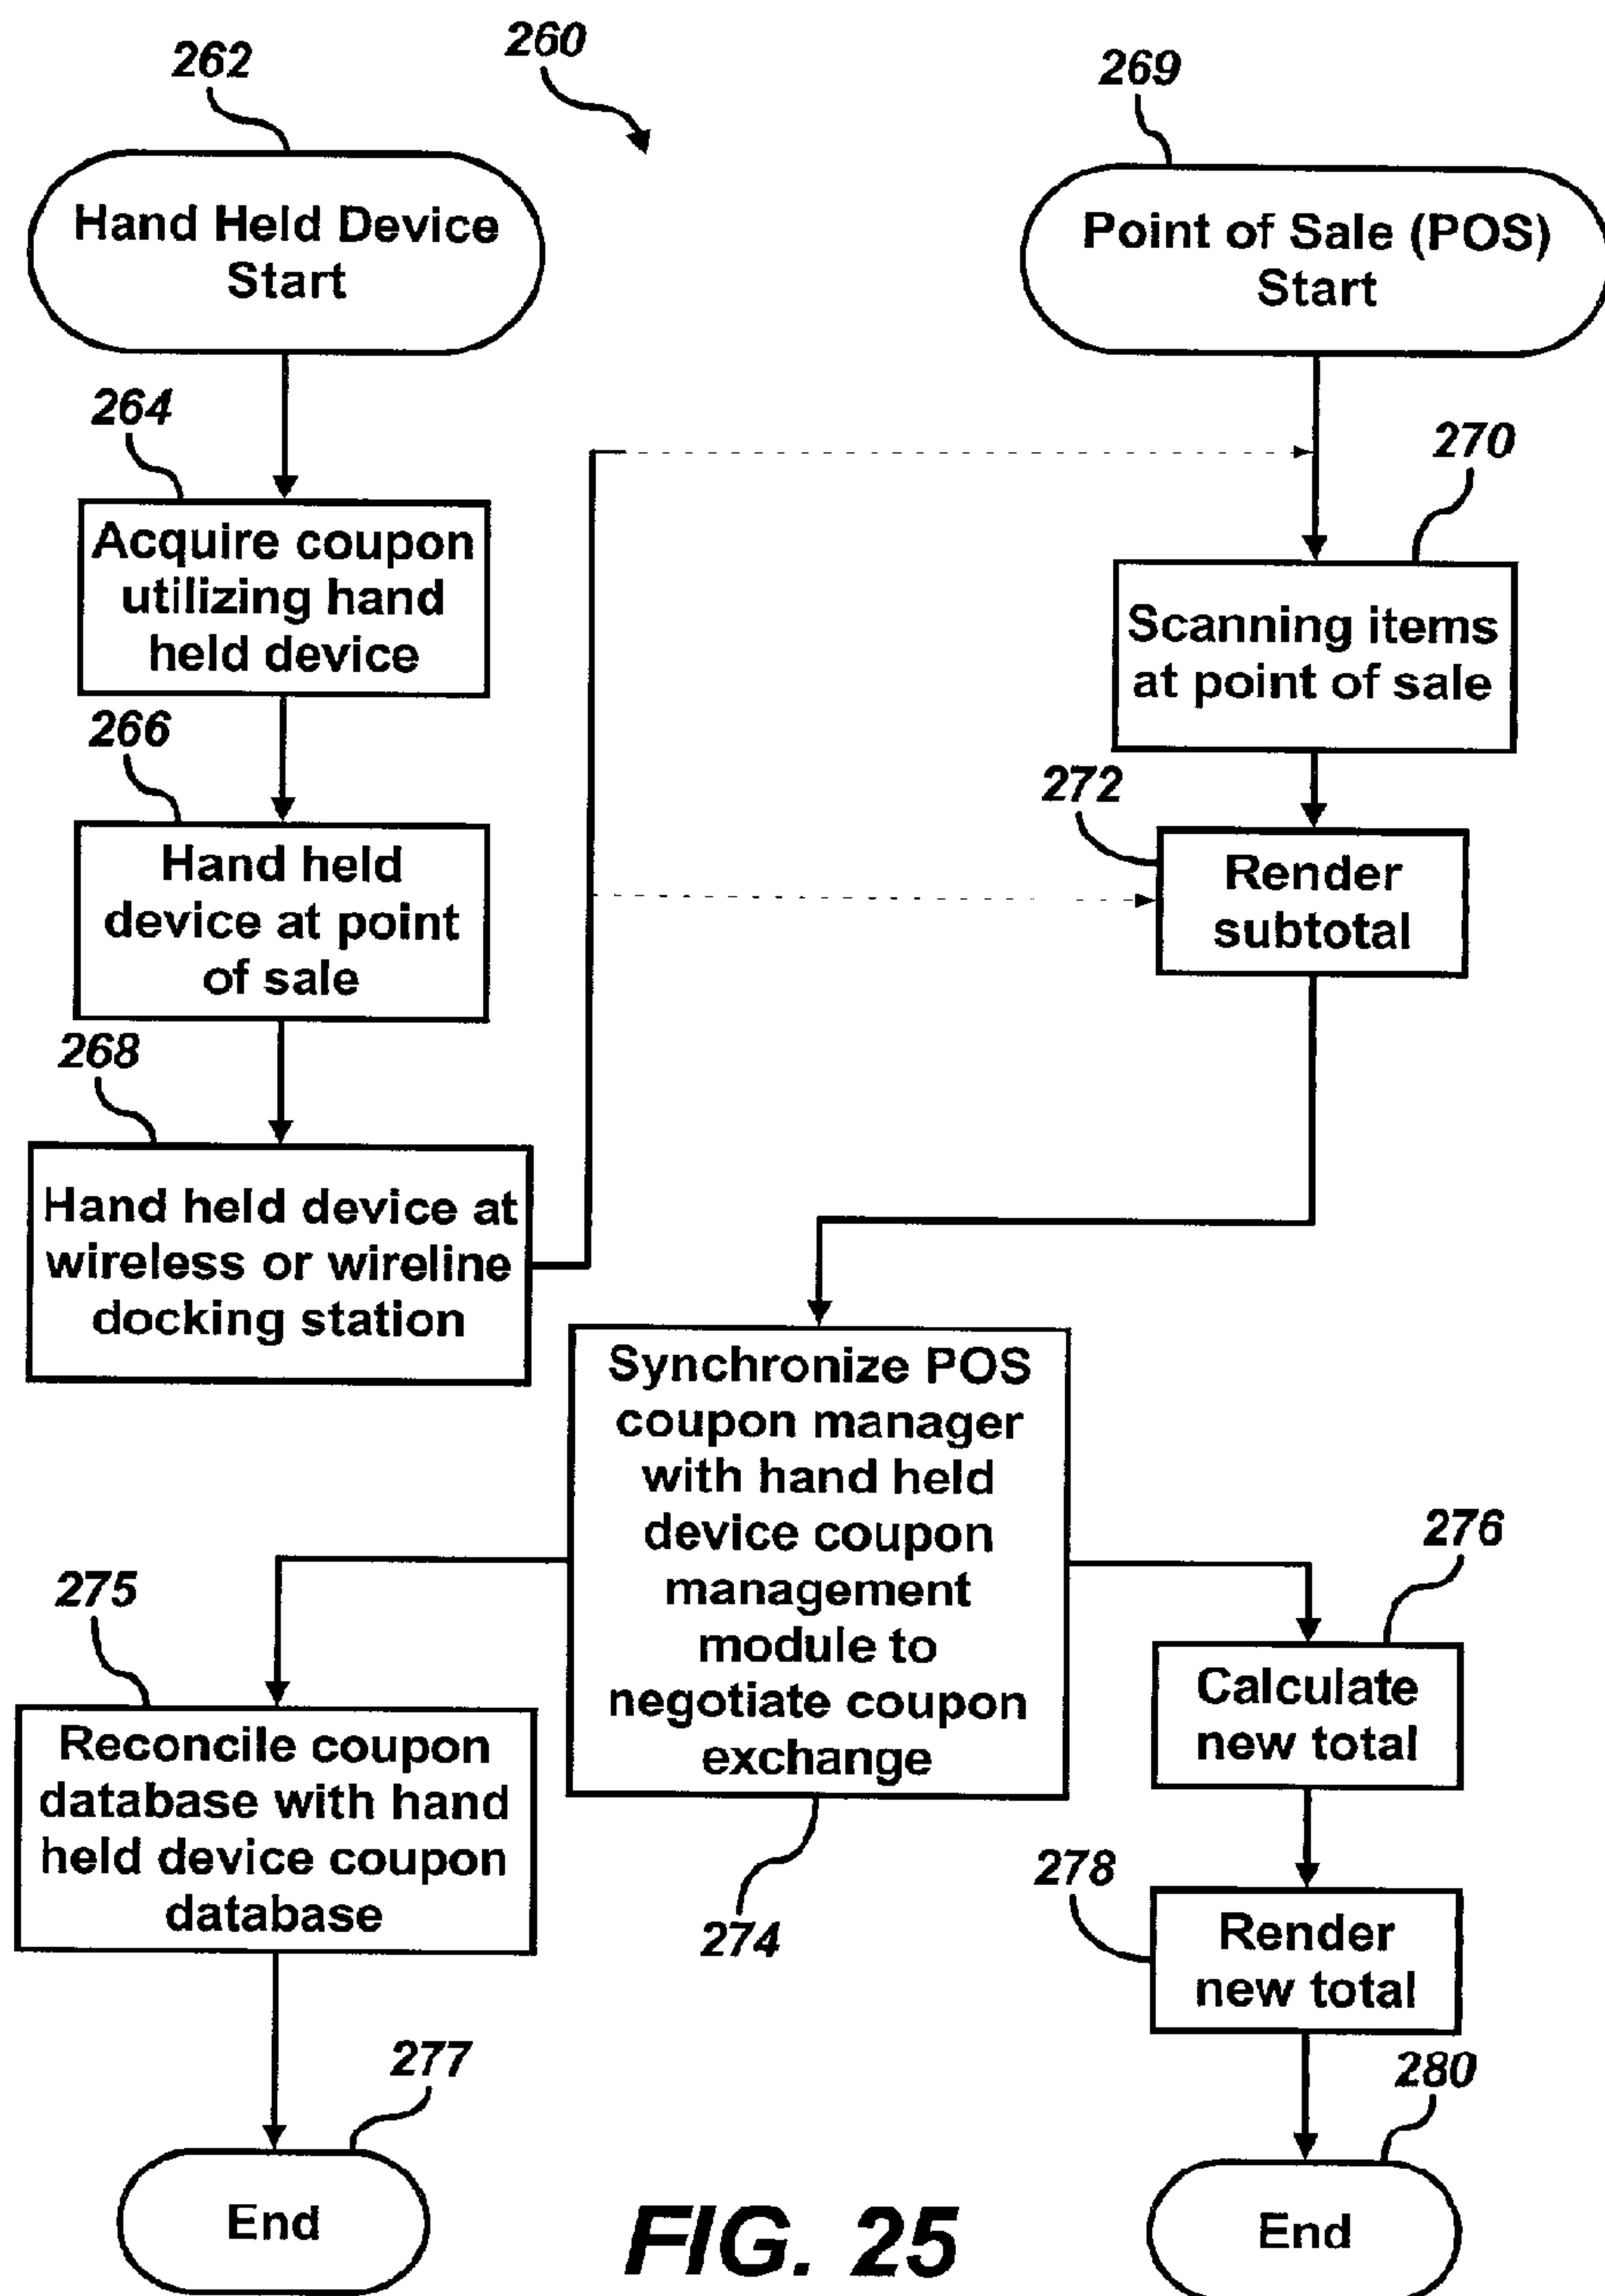 260
262
Hand Held Device
Start
264
Acquire coupon
utilizing hand
held device
266
Hand held
device at point
of sale
268
Hand held device at
wireless or wireline
docking station
269
Point of Sale (POS)
Start
270
Scanning items
at point of sale
272
Render
subtotal
Synchronize POS
coupon manager
with hand held
device coupon
management
module to
negotiate coupon
exchange
274
275
Reconcile coupon
database with hand
held device coupon
database
277
End
276
Calculate
new total
278
Render
new total
280
End
FIG. 25